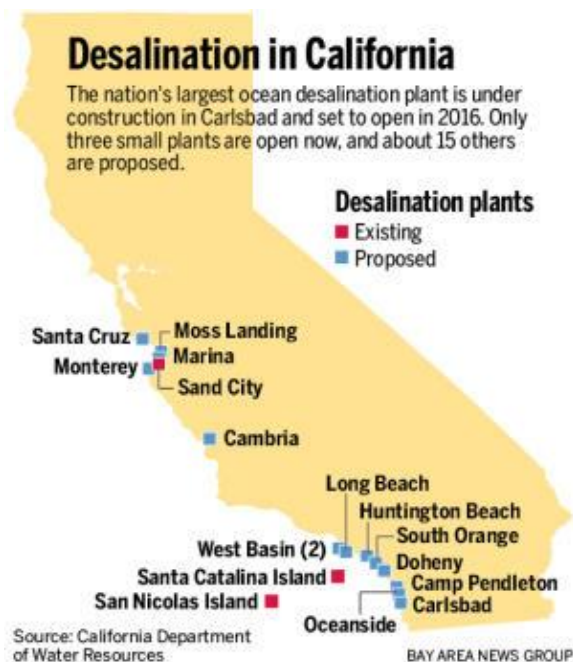 Desalination in California
The nation's largest ocean desalination plant is under
construction in Carlsbad and set to open in 2016. Only
three small plants are open now, and about 15 others
are proposed.
Desalination plants
Existing
Proposed
Santa Cruz
Moss Landing
Marina
Monterey
Sand City
Cambria
Long Beach
Huntington Beach
South Orange
West Basin (2)
Doheny
Santa Catalina Island
Camp Pendleton
San Nicolas Island
Carlsbad
Oceanside
Source: California Department
of Water Resources
BAY AREA NEWS GROUP